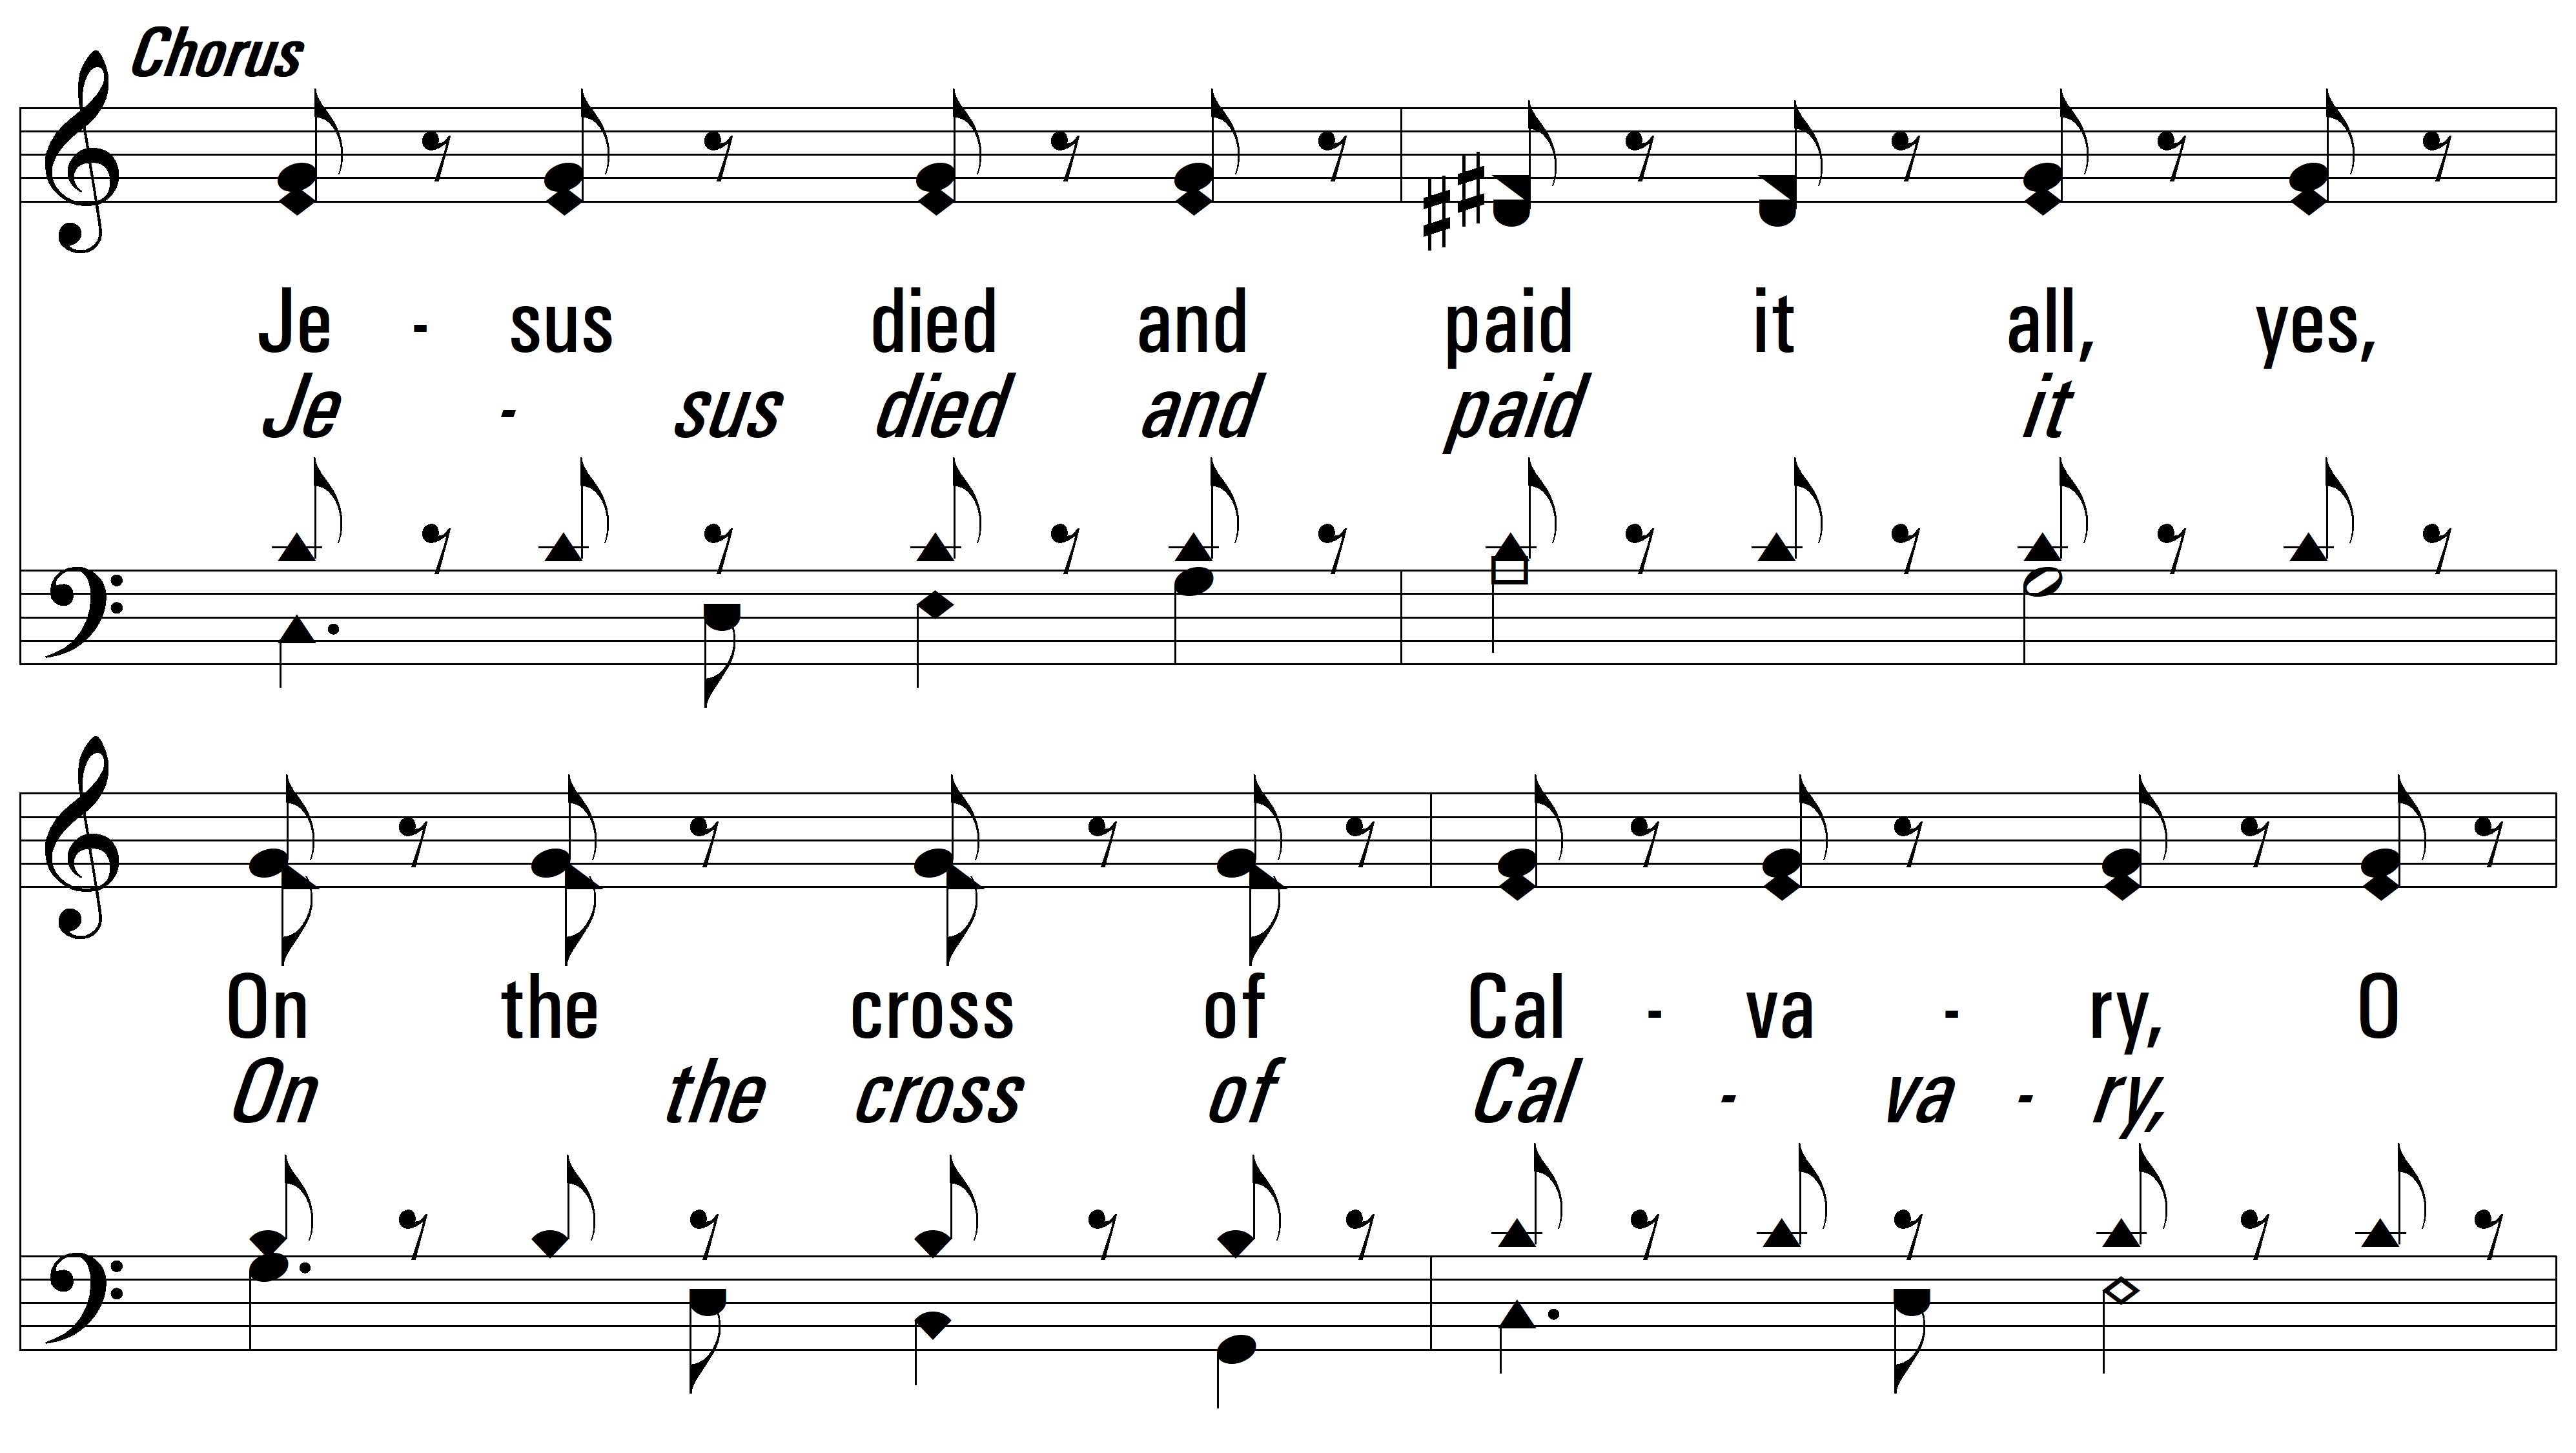 Chorus
Je - sus died and paid it all, yes,
Je - sus died and paid it
On the cross of Cal - va - ry, O
On the cross of Cal - va - ry,